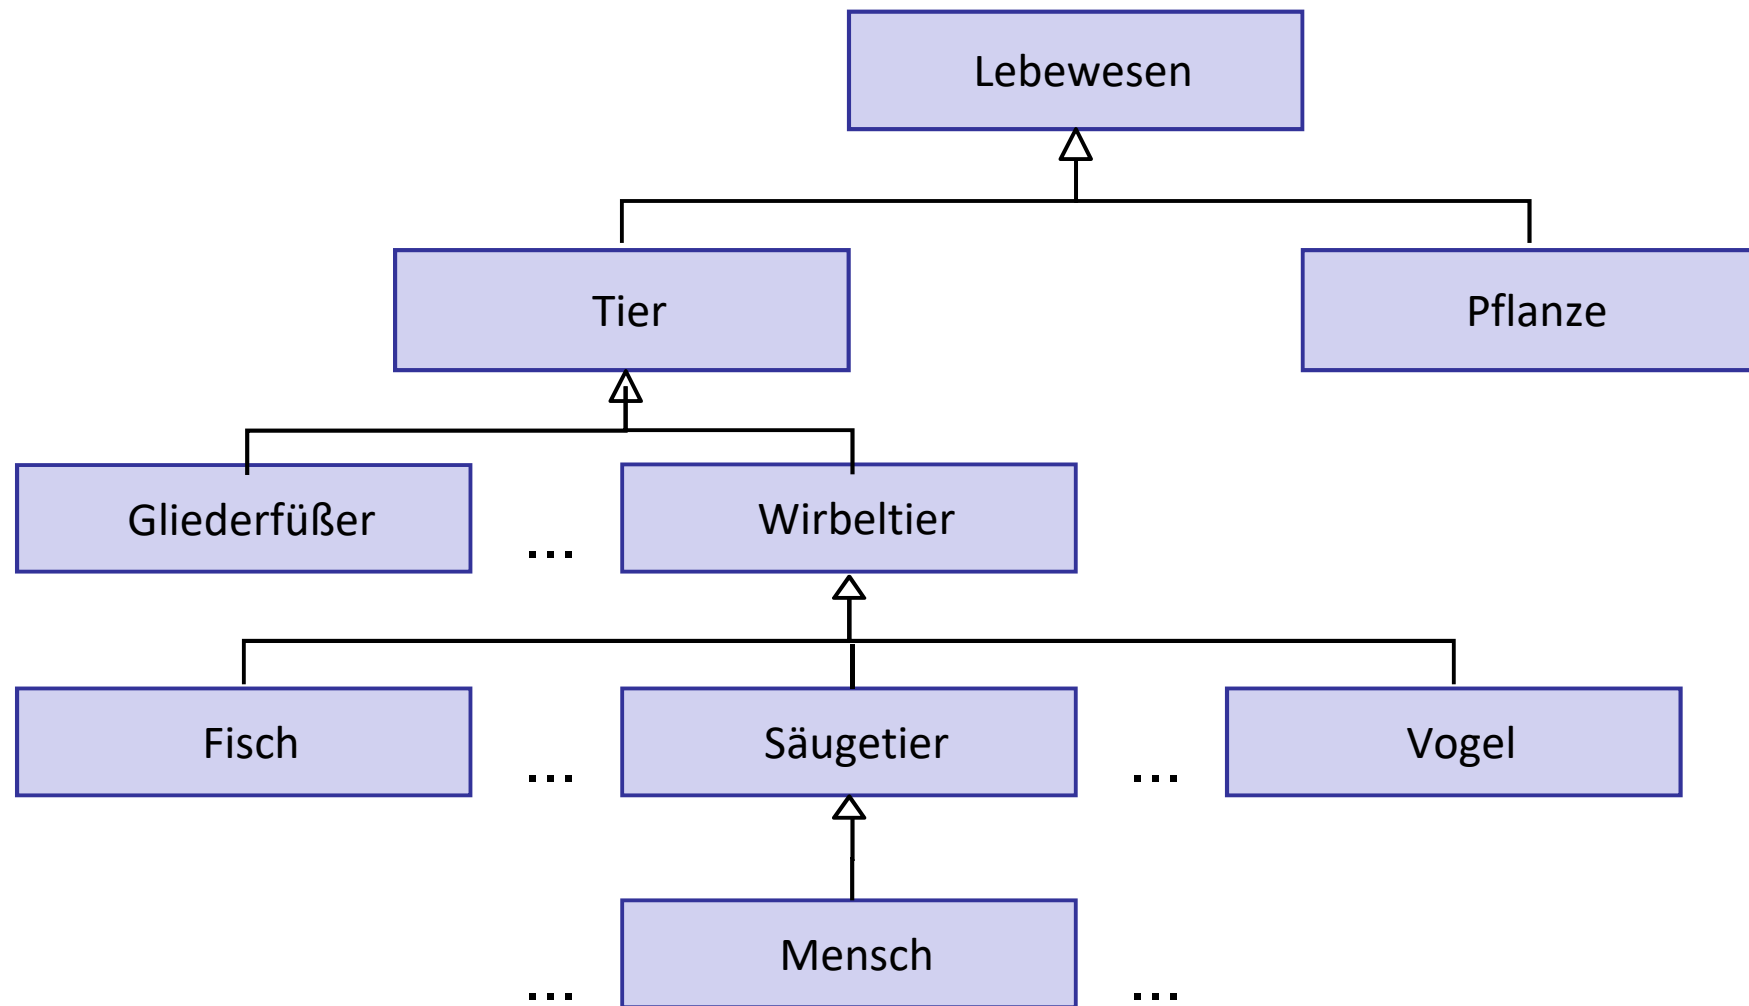 Lebewesen
Tier Pflanze
Gliederfüßer ... Wirbeltier
Fisch ... Säugetier ... Vogel
... Mensch ...